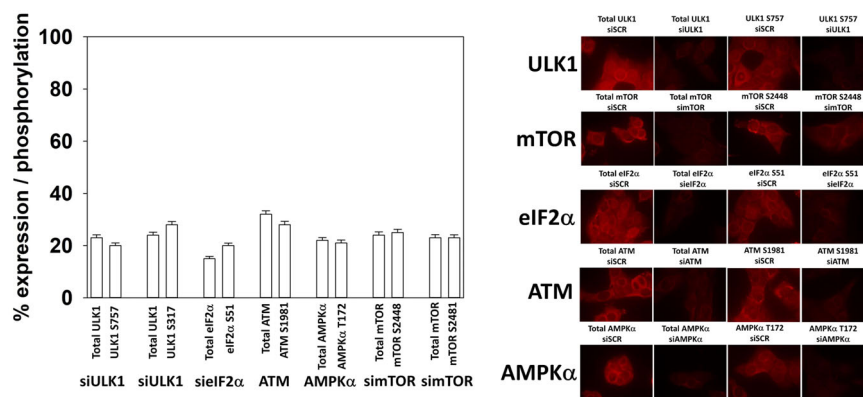 % expression / phosphorylation
100
80
60
40
20
0
Total ULK1
ULK1 S757
Total ULK1
ULK1 S317
Total eIF2α
eIF2α S51
Total ATM
ATM S1981
Total AMPKα
AMPKα T172
Total mTOR
mTOR S2448
Total mTOR
mTOR S2481
siULK1 siULK1 sieIF2α ATM AMPKα simTOR simTOR
Total ULK1 Total ULK1 ULK1 S757 ULK1 S757
siSCR siULK1 siSCR siULK1
ULK1
Total mTOR Total mTOR mTOR S2448 mTOR S2448
siSCR simTOR siSCR simTOR
mTOR
Total eIF2α Total eIF2α eIF2α S51 eIF2α S51
siSCR sieIF2α siSCR sieIF2α
eIF2α
Total ATM Total ATM ATM S1981 ATM S1981
siSCR siATM siSCR siATM
ATM
Total AMPKα Total AMPKα AMPKα T172 AMPKα T172
siSCR siAMPKα siSCR siAMPKα
AMPKα